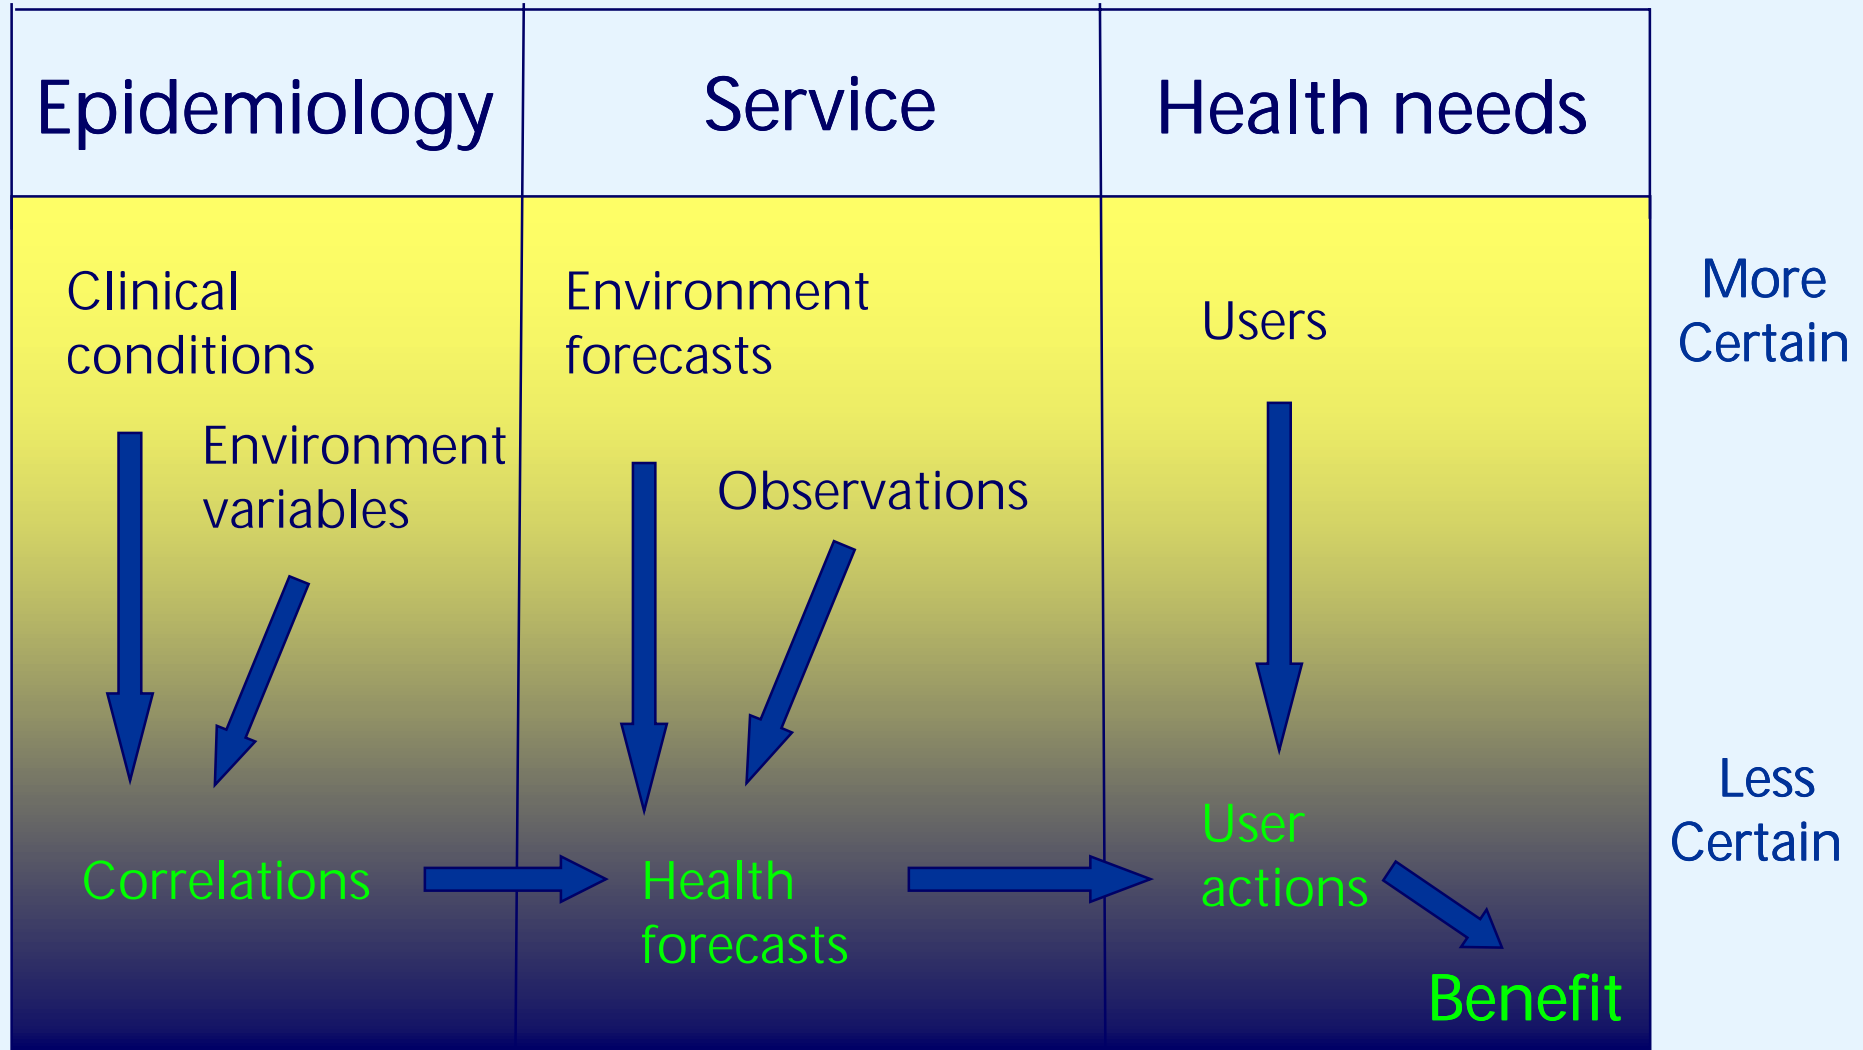 Epidemiology
Service
Health needs
Clinical
conditions
Environment
variables
Correlations
Environment
forecasts
Observations
Health
forecasts
Users
User
actions
Benefit
More
Certain
Less
Certain